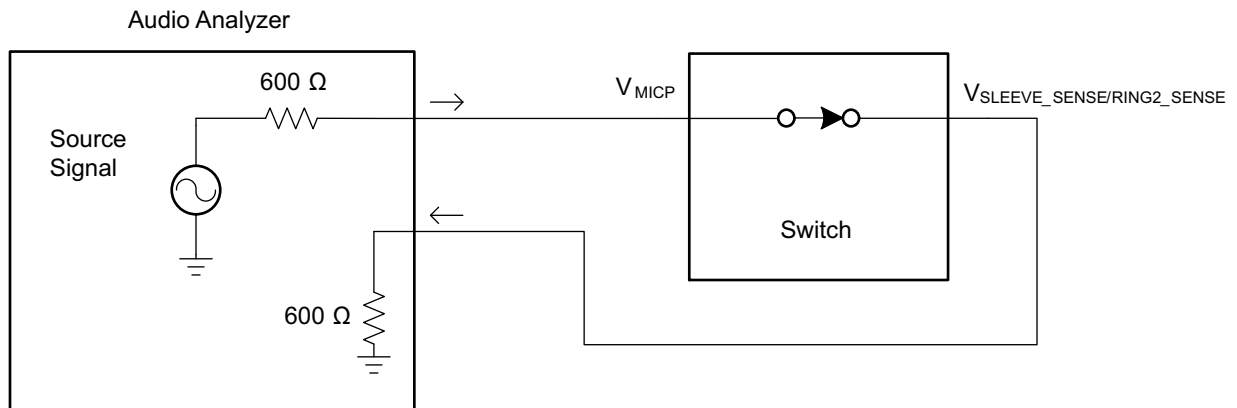 Audio Analyzer
600 Ω
Source
Signal
V MICP
VSLEEVE_SENSE/RING2_SENSE
Switch
600 Ω